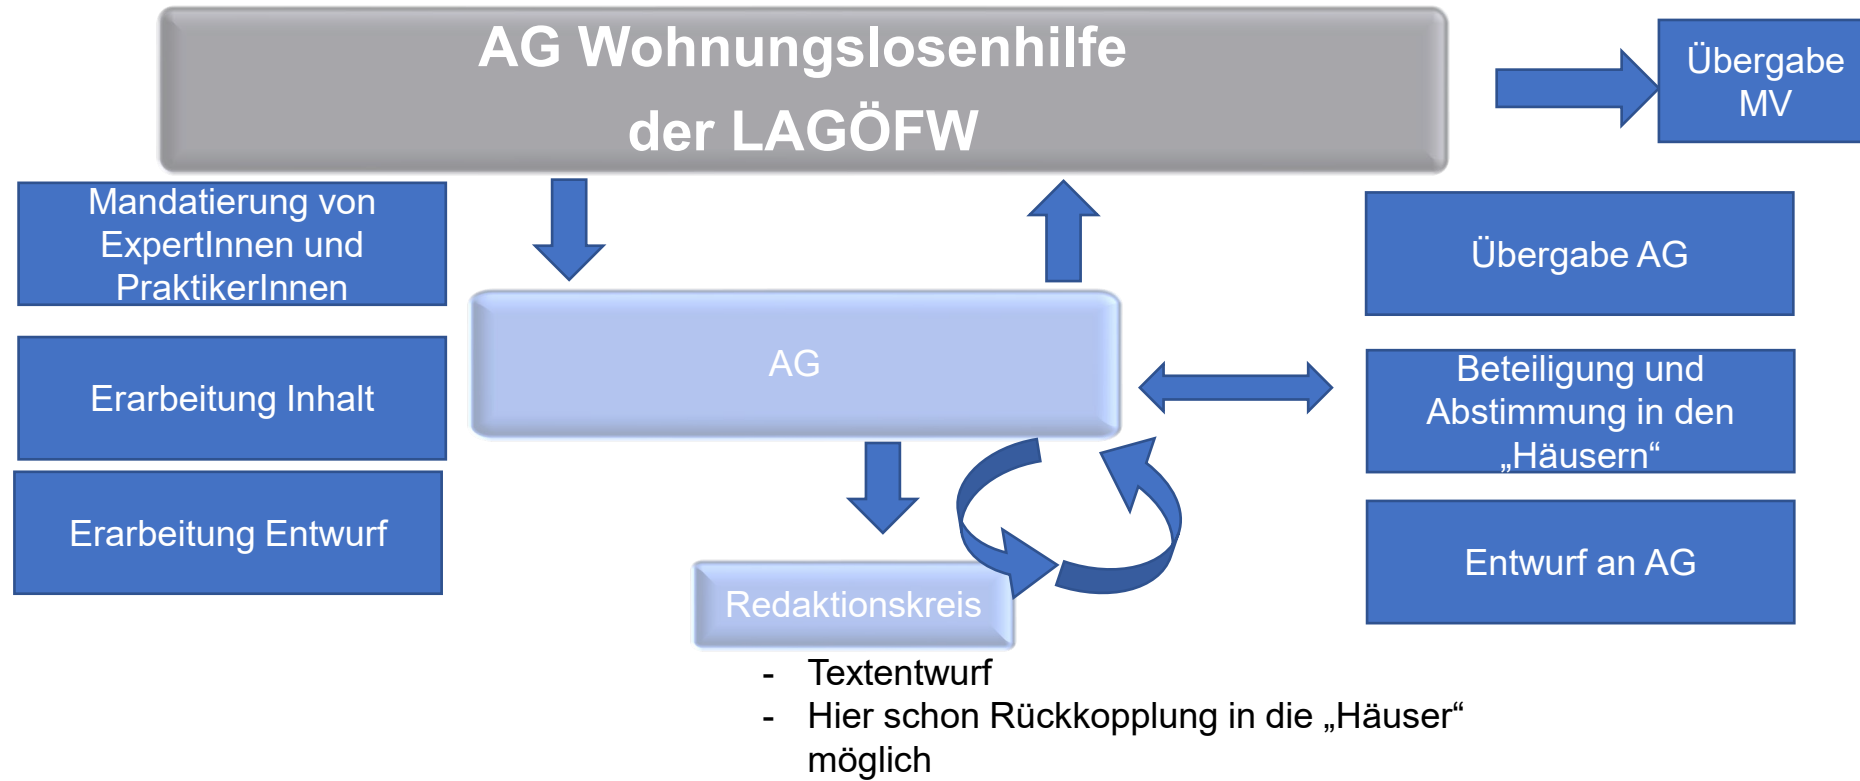 AG Wohnungslosenhilfe
der LAGÖFW
Übergabe
MV
Mandatierung von
ExpertInnen und
PraktikerInnen
Erarbeitung Inhalt
Erarbeitung Entwurf
AG
Redaktionskreis
- Textentwurf
- Hier schon Rückkopplung in die „Häuser“
möglich
Übergabe AG
Beteiligung und
Abstimmung in den
„Häusern“
Entwurf an AG